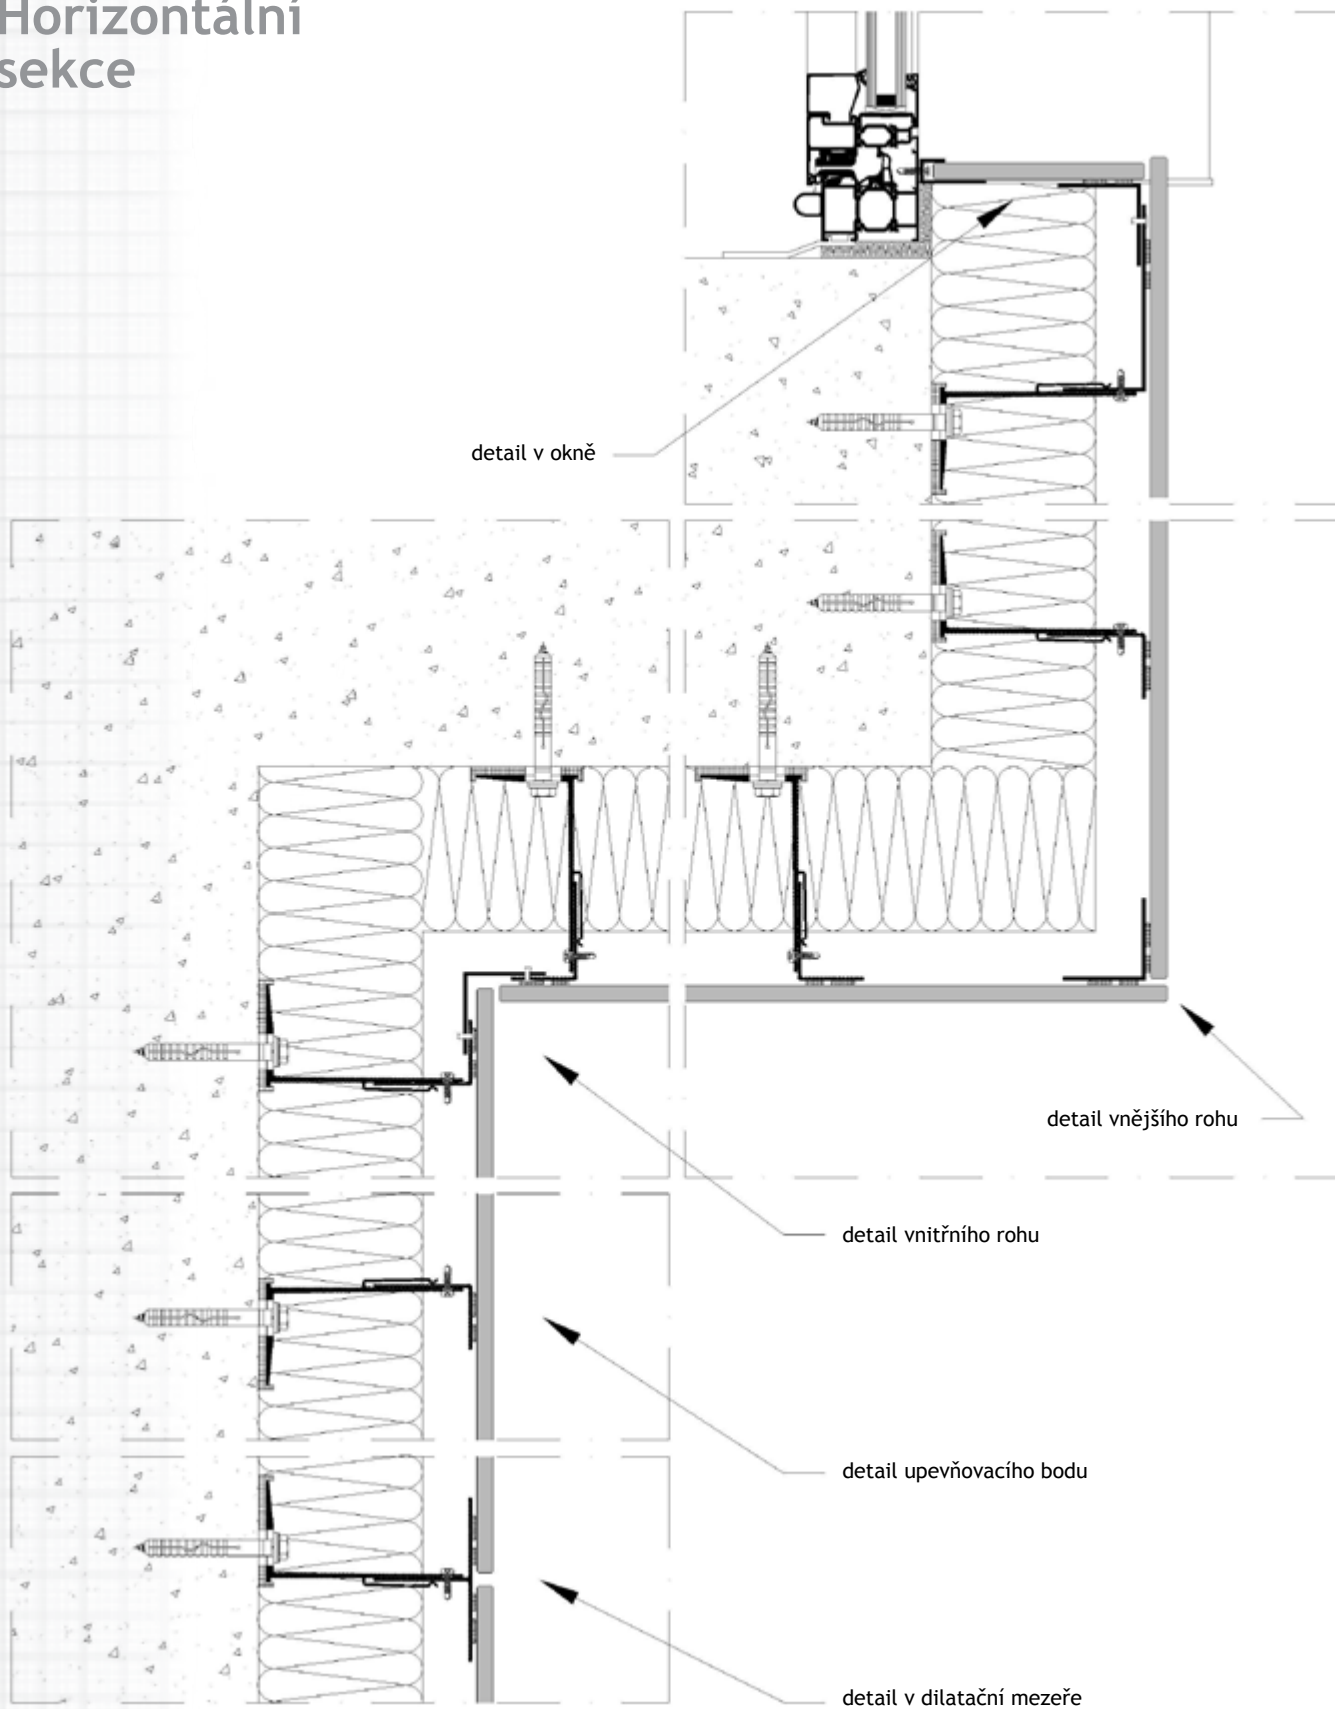 Horizontální
sekce
detail v okně
detail vnějšího rohu
detail vnitřního rohu
detail upevňovacího bodu
detail v dilatační mezeře